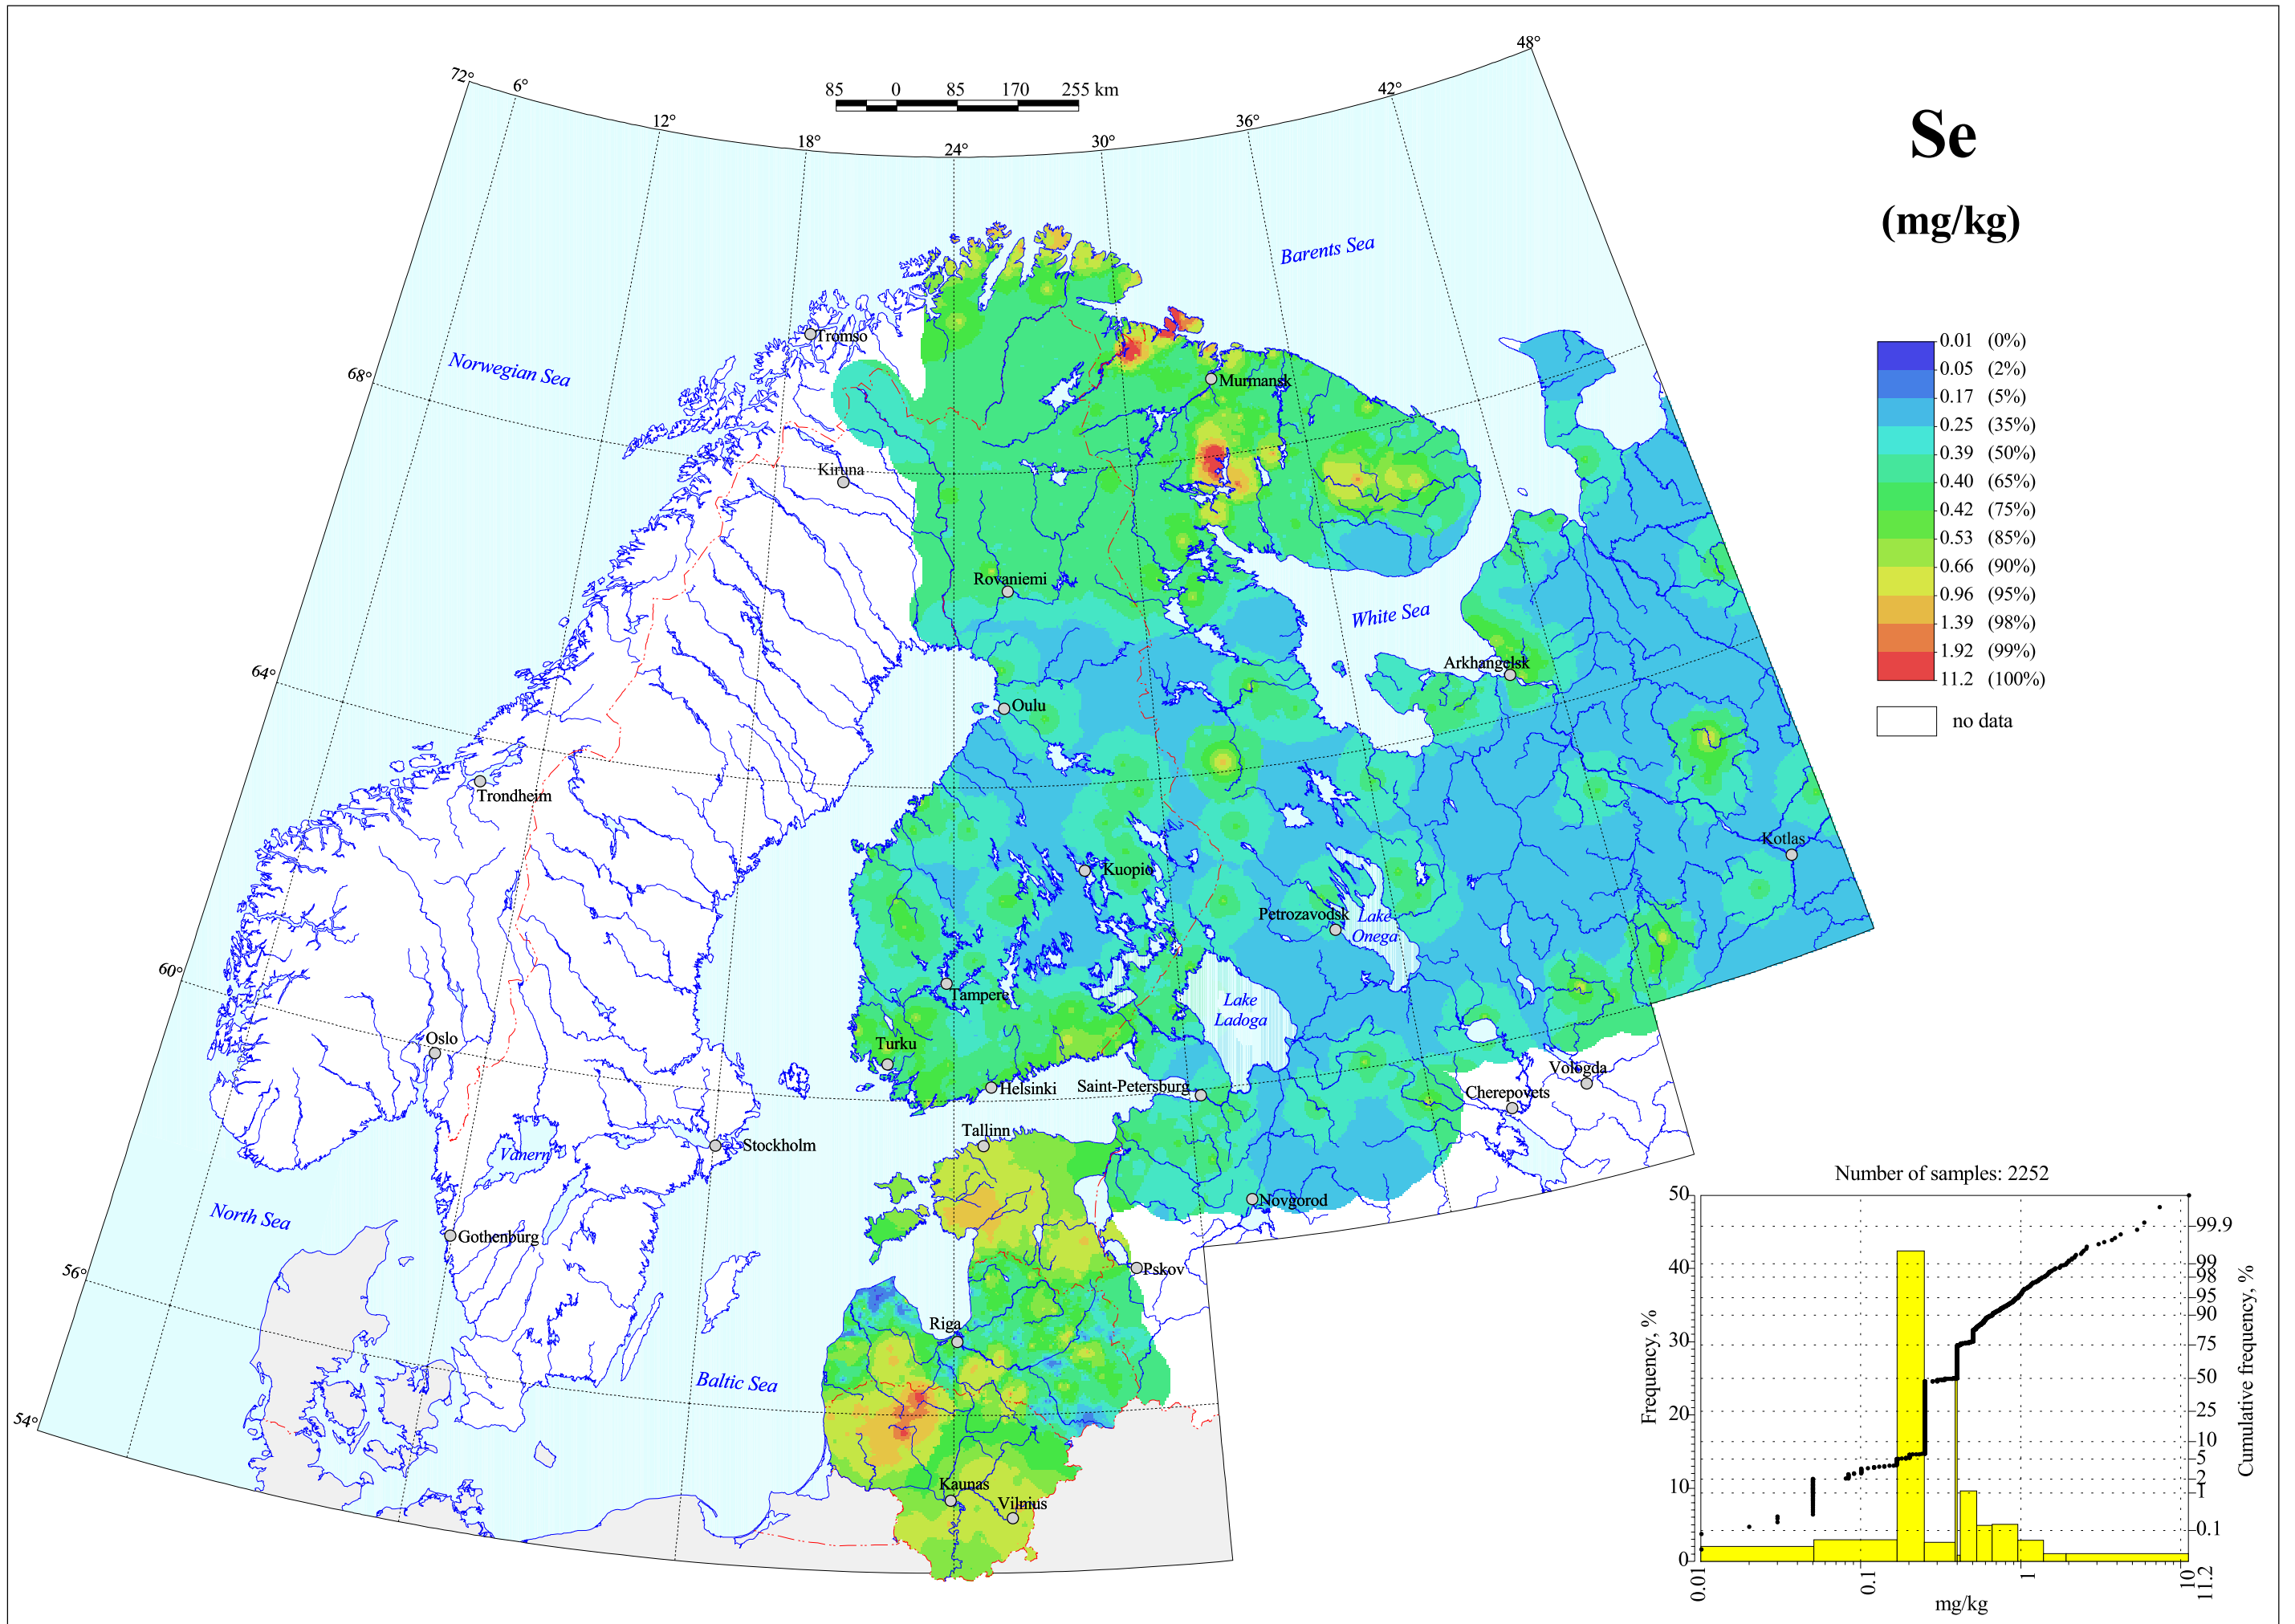 48°
72°
6°
42°
85 0 85 170 255 km
12°
36°
18°
30°
24°
Se
(mg/kg)
Barents Sea
Norwegian Sea
Tromso
68°
Murmansk
Kiruna
0.01 (0%)
0.05 (2%)
0.17 (5%)
0.25 (35%)
0.39 (50%)
0.40 (65%)
0.42 (75%)
0.53 (85%)
0.66 (90%)
0.96 (95%)
1.39 (98%)
1.92 (99%)
11.2 (100%)
no data
Rovaniemi
White Sea
64°
Arkhangelsk
Oulu
Trondheim
Kotlas
Kuopio
Petrozavodsk
Lake
Onega
60°
Tampere
Lake
Ladoga
Oslo
Turku
Helsinki
Saint-Petersburg
Vologda
Cherepovets
Tallinn
Stockholm
Vanern
Novgorod
North Sea
Gothenburg
Pskov
56°
Riga
Baltic Sea
54°
Kaunas
Vilnius
Number of samples: 2252
50
40
30
20
10
0
Frequency, %
99.9
99
98
95
90
75
50
25
10
5
2
1
0.1
Cumulative frequency, %
0.01
0.1
1
10
11.2
mg/kg